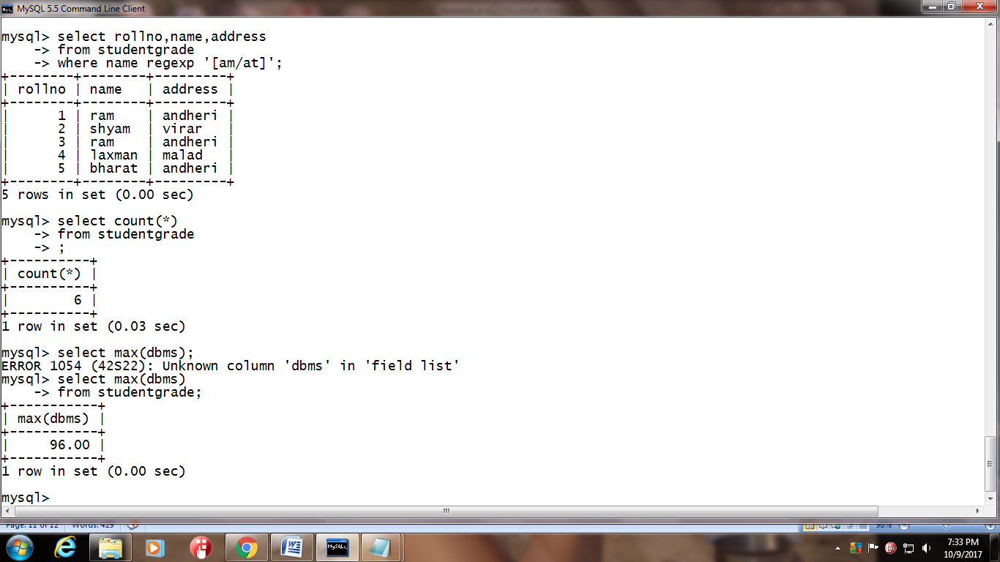 MySQL 5.5 Command Line Client
mysql> select rollno,name,address
    -> from studentgrade
    -> where name regexp '[am/at]';
+--------+--------+---------+
| rollno | name   | address |
+--------+--------+---------+
|      1 | ram    | andheri |
|      2 | shyam  | virar   |
|      3 | ram    | andheri |
|      4 | laxman | malad   |
|      5 | bharat | andheri |
+--------+--------+---------+
5 rows in set (0.00 sec)
mysql> select count(*)
    -> from studentgrade
    -> ;
+----------+
| count(*) |
+----------+
|        6 |
+----------+
1 row in set (0.03 sec)
mysql> select max(dbms);
ERROR 1054 (42S22): Unknown column 'dbms' in 'field list'
mysql> select max(dbms)
    -> from studentgrade;
+-----------+
| max(dbms) |
+-----------+
|     96.00 |
+-----------+
1 row in set (0.00 sec)
mysql>
Page: 11 of 12 Words: 429 98%
7:33 PM
10/9/2017